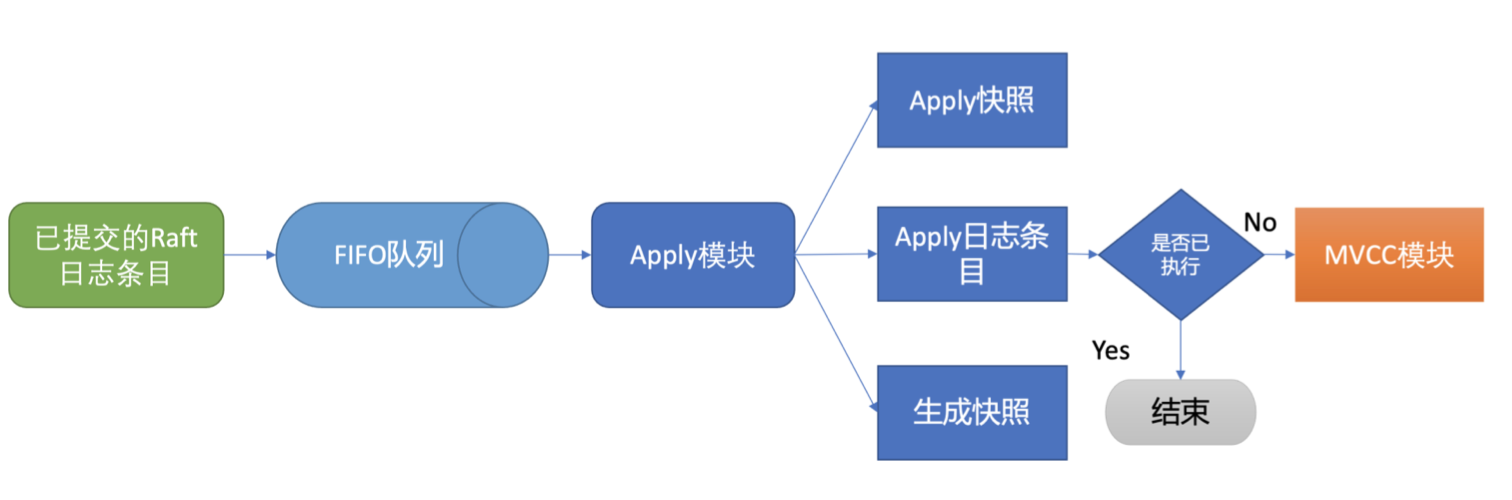 已提交的Raft
日志条目
FIFO队列
Apply模块
Apply快照
Apply日志条
目
生成快照
是否已
执行
No
MVCC模块
Yes
结束